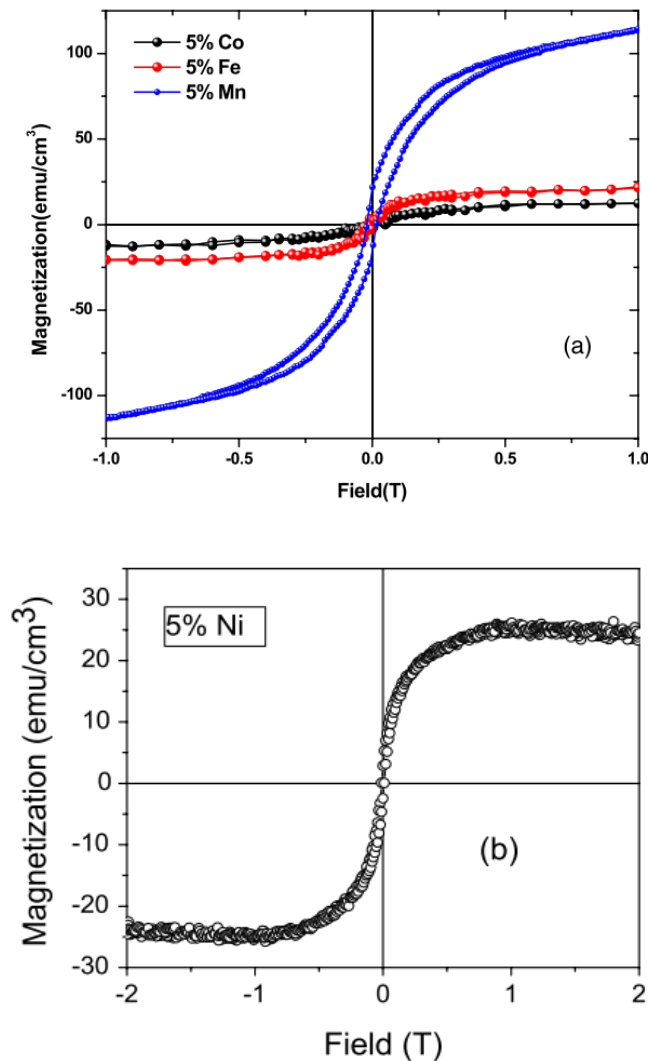 100
50
0
-50
-100
Magnetization(emu/cm³)
5% Co
5% Fe
5% Mn
(a)
-1.0 -0.5 0.0 0.5 1.0
Field(T)
30
20
10
0
-10
-20
-30
Magnetization (emu/cm³)
5% Ni
(b)
-2 -1 0 1 2
Field (T)